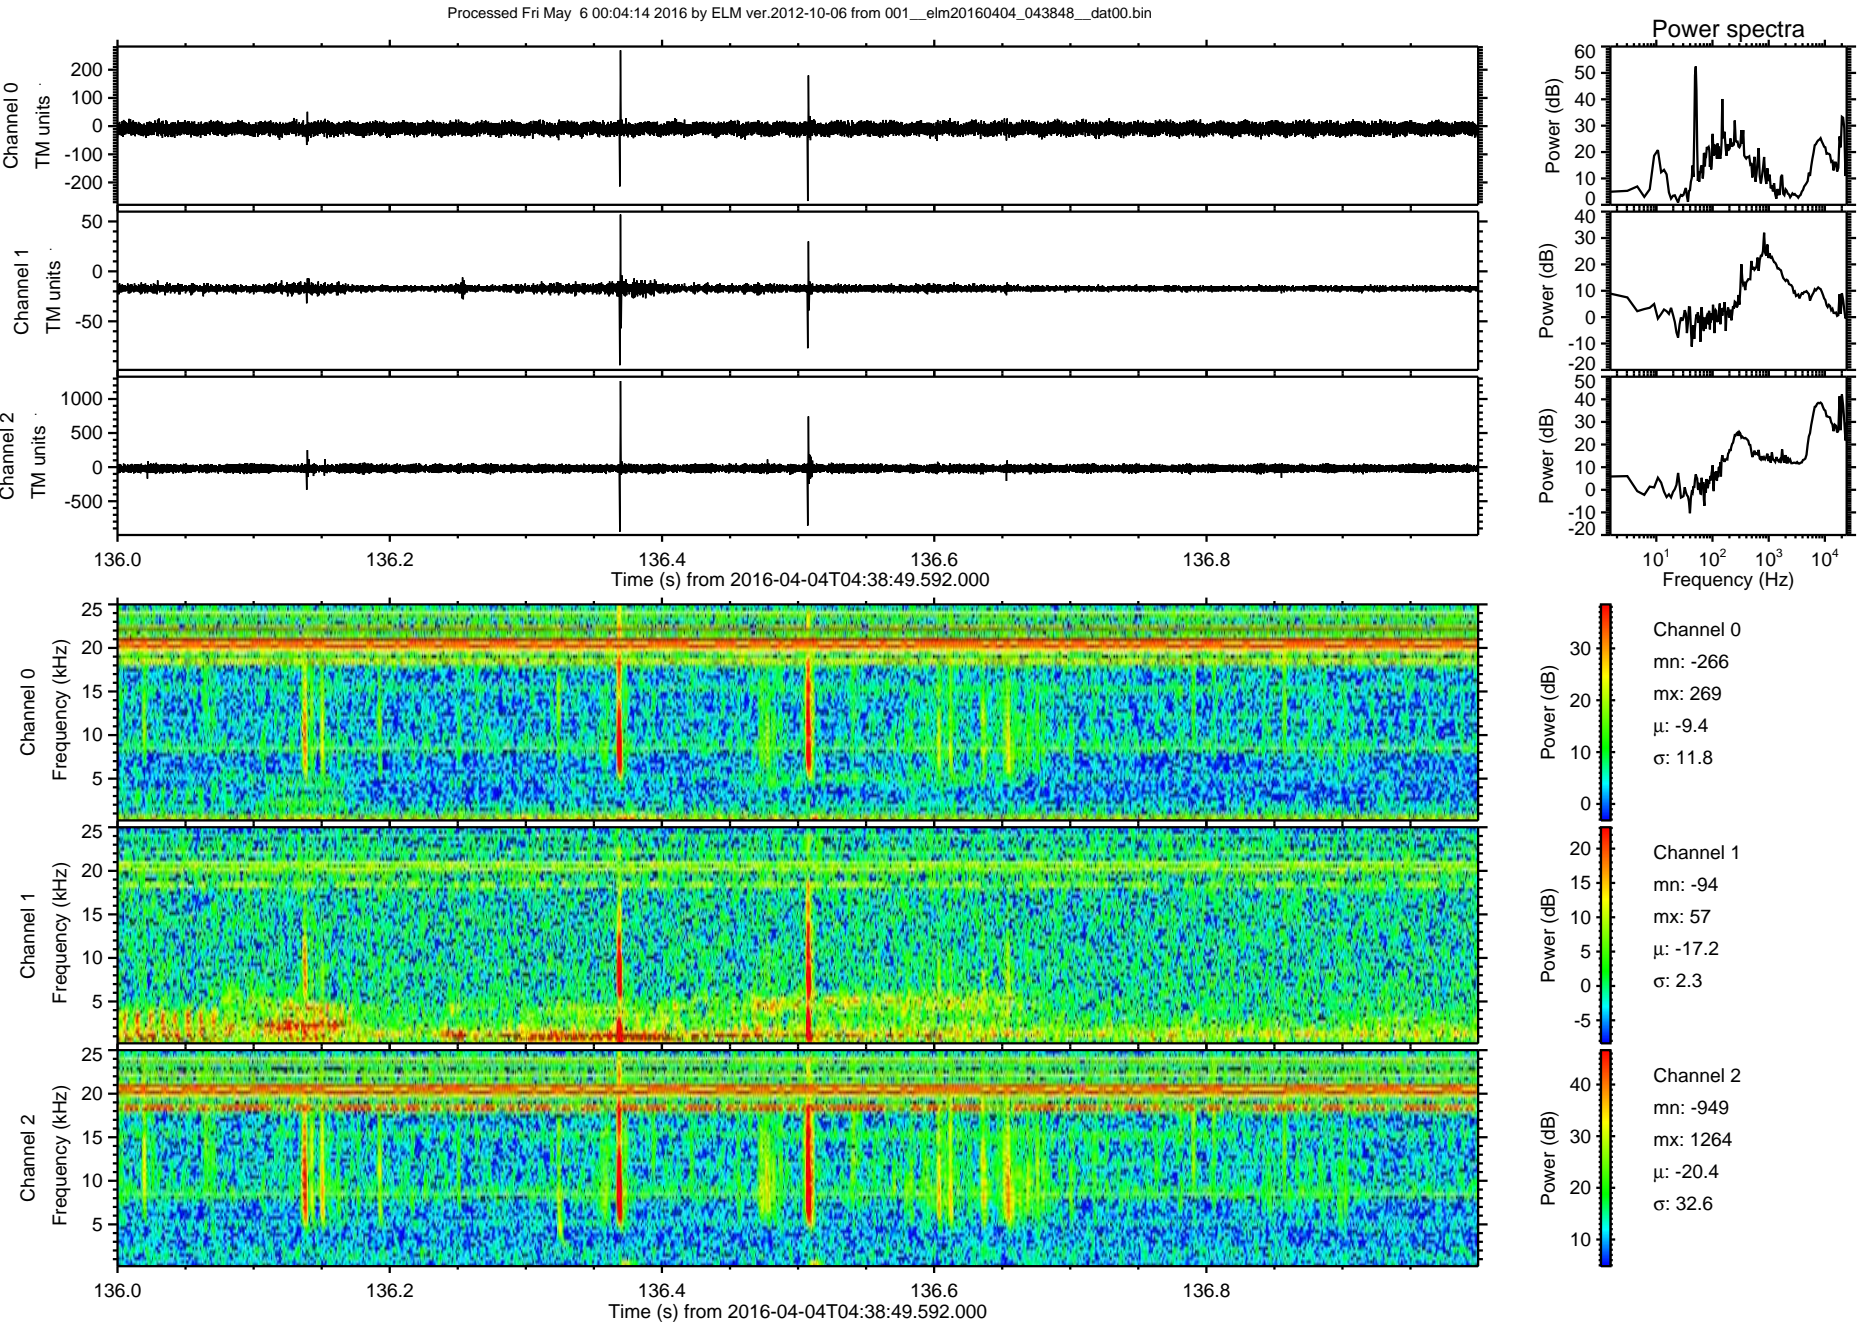 Processed Fri May  6 00:04:14 2016 by ELM ver.2012-10-06 from 001__elm20160404_043848__dat00.bin
Power spectra
Channel 0
TM units
200
100
0
-100
-200
Power (dB)
60
50
40
30
20
10
0
Channel 1
TM units
50
0
-50
Power (dB)
40
30
20
10
0
-10
-20
Channel 2
TM units
1000
500
0
-500
Power (dB)
50
40
30
20
10
0
-10
-20
136.0 136.2 136.4 136.6 136.8
Time (s) from 2016-04-04T04:38:49.592.000
10¹ 10² 10³ 10⁴
Frequency (Hz)
Channel 0
Frequency (kHz)
25
20
15
10
5
Power (dB)
30
20
10
0
Channel 0
mn: -266
mx: 269
μ: -9.4
σ: 11.8
Channel 1
Frequency (kHz)
25
20
15
10
5
Power (dB)
20
15
10
5
0
-5
Channel 1
mn: -94
mx: 57
μ: -17.2
σ: 2.3
Channel 2
Frequency (kHz)
25
20
15
10
5
Power (dB)
40
30
20
10
Channel 2
mn: -949
mx: 1264
μ: -20.4
σ: 32.6
136.0 136.2 136.4 136.6 136.8
Time (s) from 2016-04-04T04:38:49.592.000